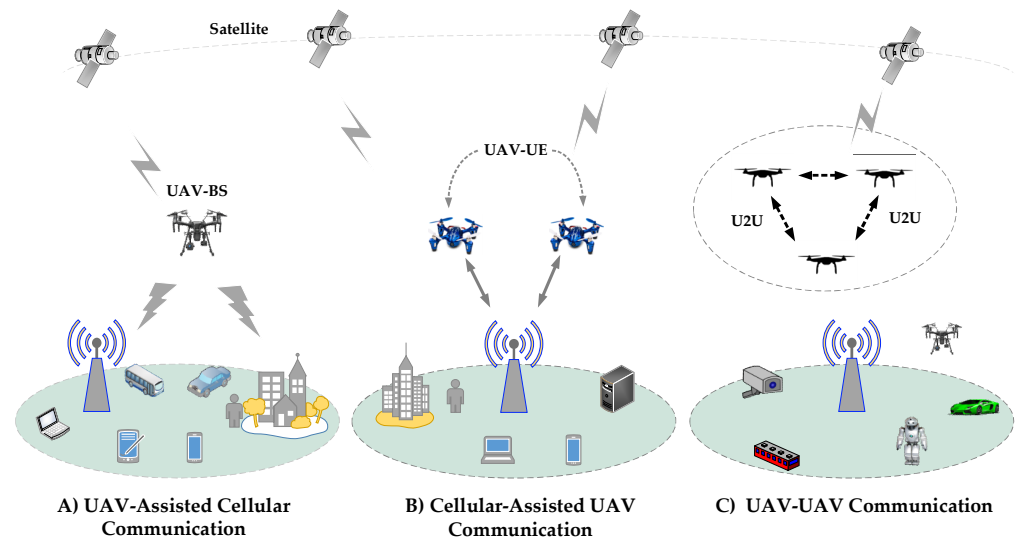 Satellite
UAV-UE
UAV-BS
U2U
U2U
A) UAV-Assisted Cellular
Communication
B) Cellular-Assisted UAV
Communication
C) UAV-UAV Communication